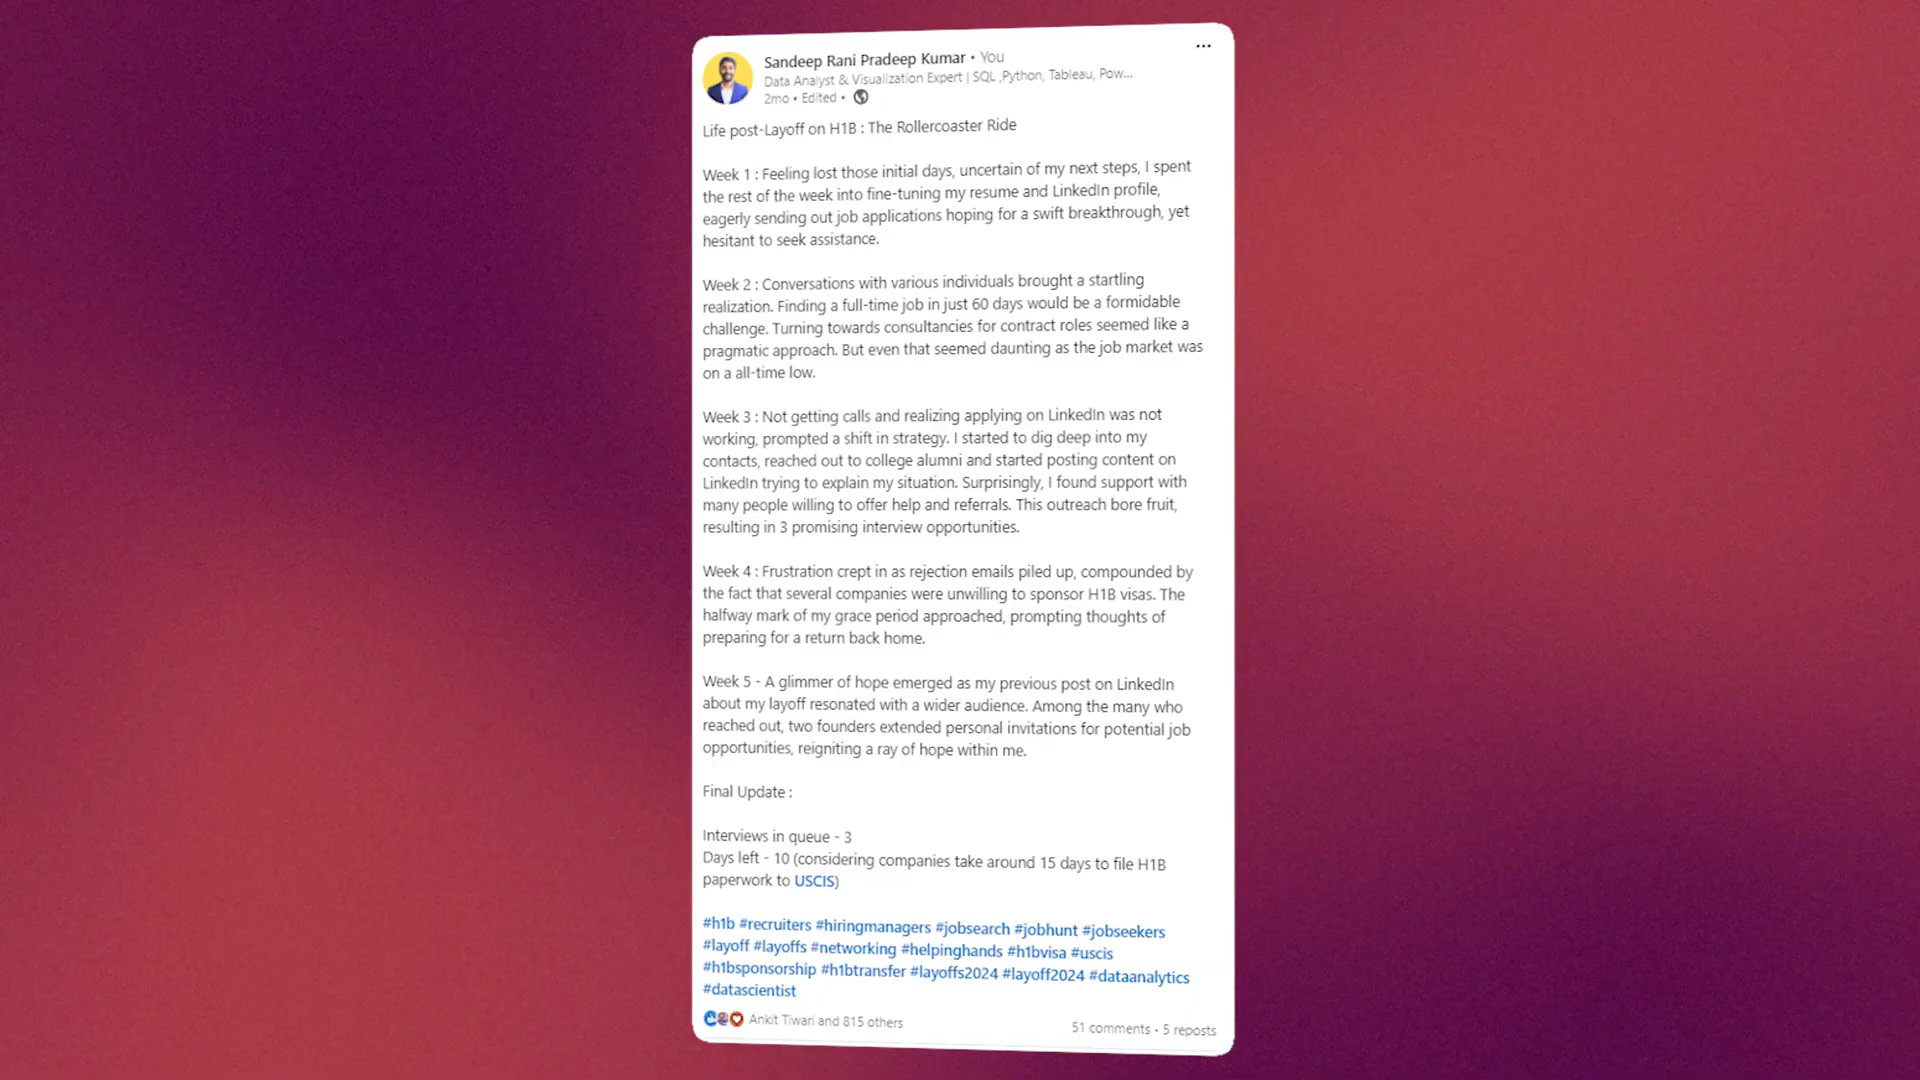 Sandeep Rani Pradeep Kumar • You
Data Analyst & Visualization Expert | SQL ,Python, Tableau, Pow...
2mo • Edited •
Life post-Layoff on H1B : The Rollercoaster Ride
Week 1 : Feeling lost those initial days, uncertain of my next steps, I spent
the rest of the week into fine-tuning my resume and LinkedIn profile,
eagerly sending out job applications hoping for a swift breakthrough, yet
hesitant to seek assistance.
Week 2 : Conversations with various individuals brought a startling
realization. Finding a full-time job in just 60 days would be a formidable
challenge. Turning towards consultancies for contract roles seemed like a
pragmatic approach. But even that seemed daunting as the job market was
on a all-time low.
Week 3 : Not getting calls and realizing applying on LinkedIn was not
working, prompted a shift in strategy. I started to dig deep into my
contacts, reached out to college alumni and started posting content on
LinkedIn trying to explain my situation. Surprisingly, I found support with
many people willing to offer help and referrals. This outreach bore fruit,
resulting in 3 promising interview opportunities.
Week 4 : Frustration crept in as rejection emails piled up, compounded by
the fact that several companies were unwilling to sponsor H1B visas. The
halfway mark of my grace period approached, prompting thoughts of
preparing for a return back home.
Week 5 - A glimmer of hope emerged as my previous post on LinkedIn
about my layoff resonated with a wider audience. Among the many who
reached out, two founders extended personal invitations for potential job
opportunities, reigniting a ray of hope within me.
Final Update :
Interviews in queue - 3
Days left - 10 (considering companies take around 15 days to file H1B
paperwork to USCIS)
#h1b #recruiters #hiringmanagers #jobsearch #jobhunt #jobseekers
#layoff #layoffs #networking #helpinghands #h1bvisa #uscis
#h1bsponsorship #h1btransfer #layoffs2024 #layoff2024 #dataanalytics
#datascientist
Ankit Tiwari and 815 others
51 comments • 5 reposts